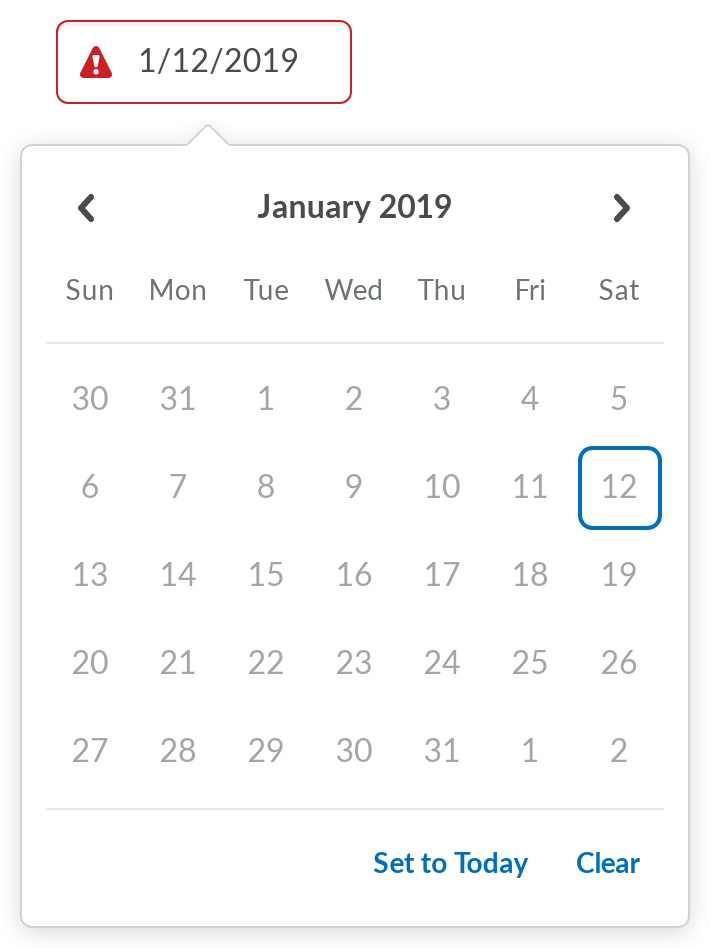 1/12/2019
January 2019
Sun Mon Tue Wed Thu Fri Sat
30 31 1 2 3 4 5
6 7 8 9 10 11 12
13 14 15 16 17 18 19
20 21 22 23 24 25 26
27 28 29 30 31 1 2
Set to Today Clear